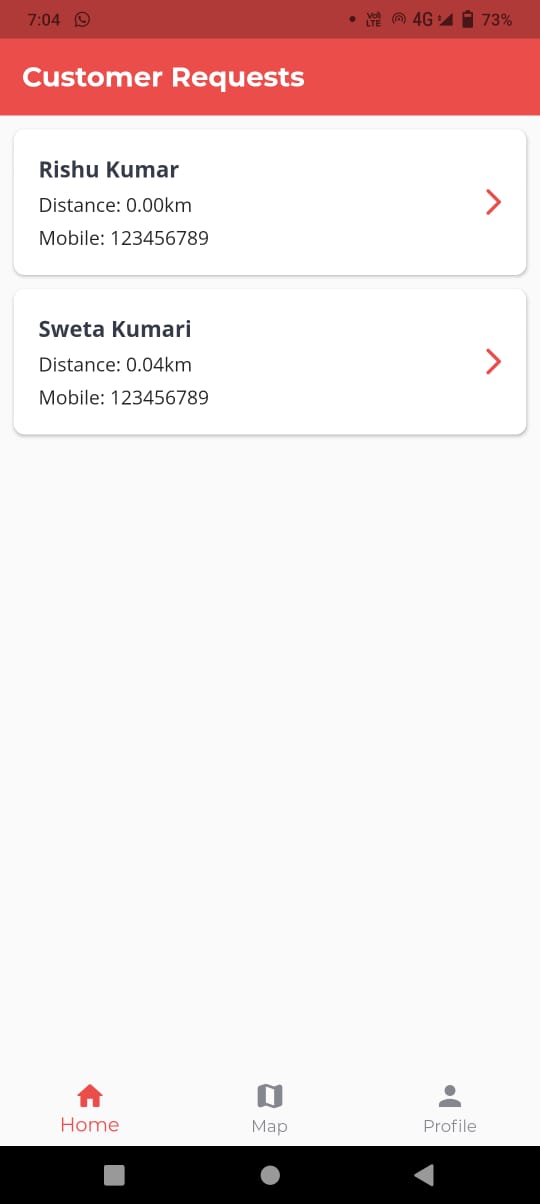 7:04 Vo) LTE 4G 73%
Customer Requests
Rishu Kumar
Distance: 0.00km
Mobile: 123456789
Sweta Kumari
Distance: 0.04km
Mobile: 123456789
Home Map Profile